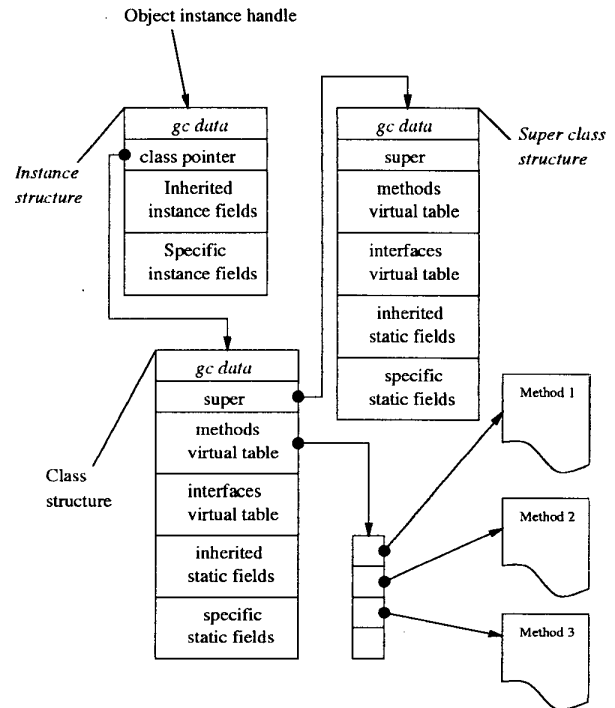 Object instance handle
gc data
class pointer
Inherited
instance fields
Specific
instance fields
Instance
structure
gc data
super
methods
virtual table
interfaces
virtual table
inherited
static fields
specific
static fields
Super class
structure
gc data
super
methods
virtual table
interfaces
virtual table
inherited
static fields
specific
static fields
Class
structure
Method 1
Method 2
Method 3